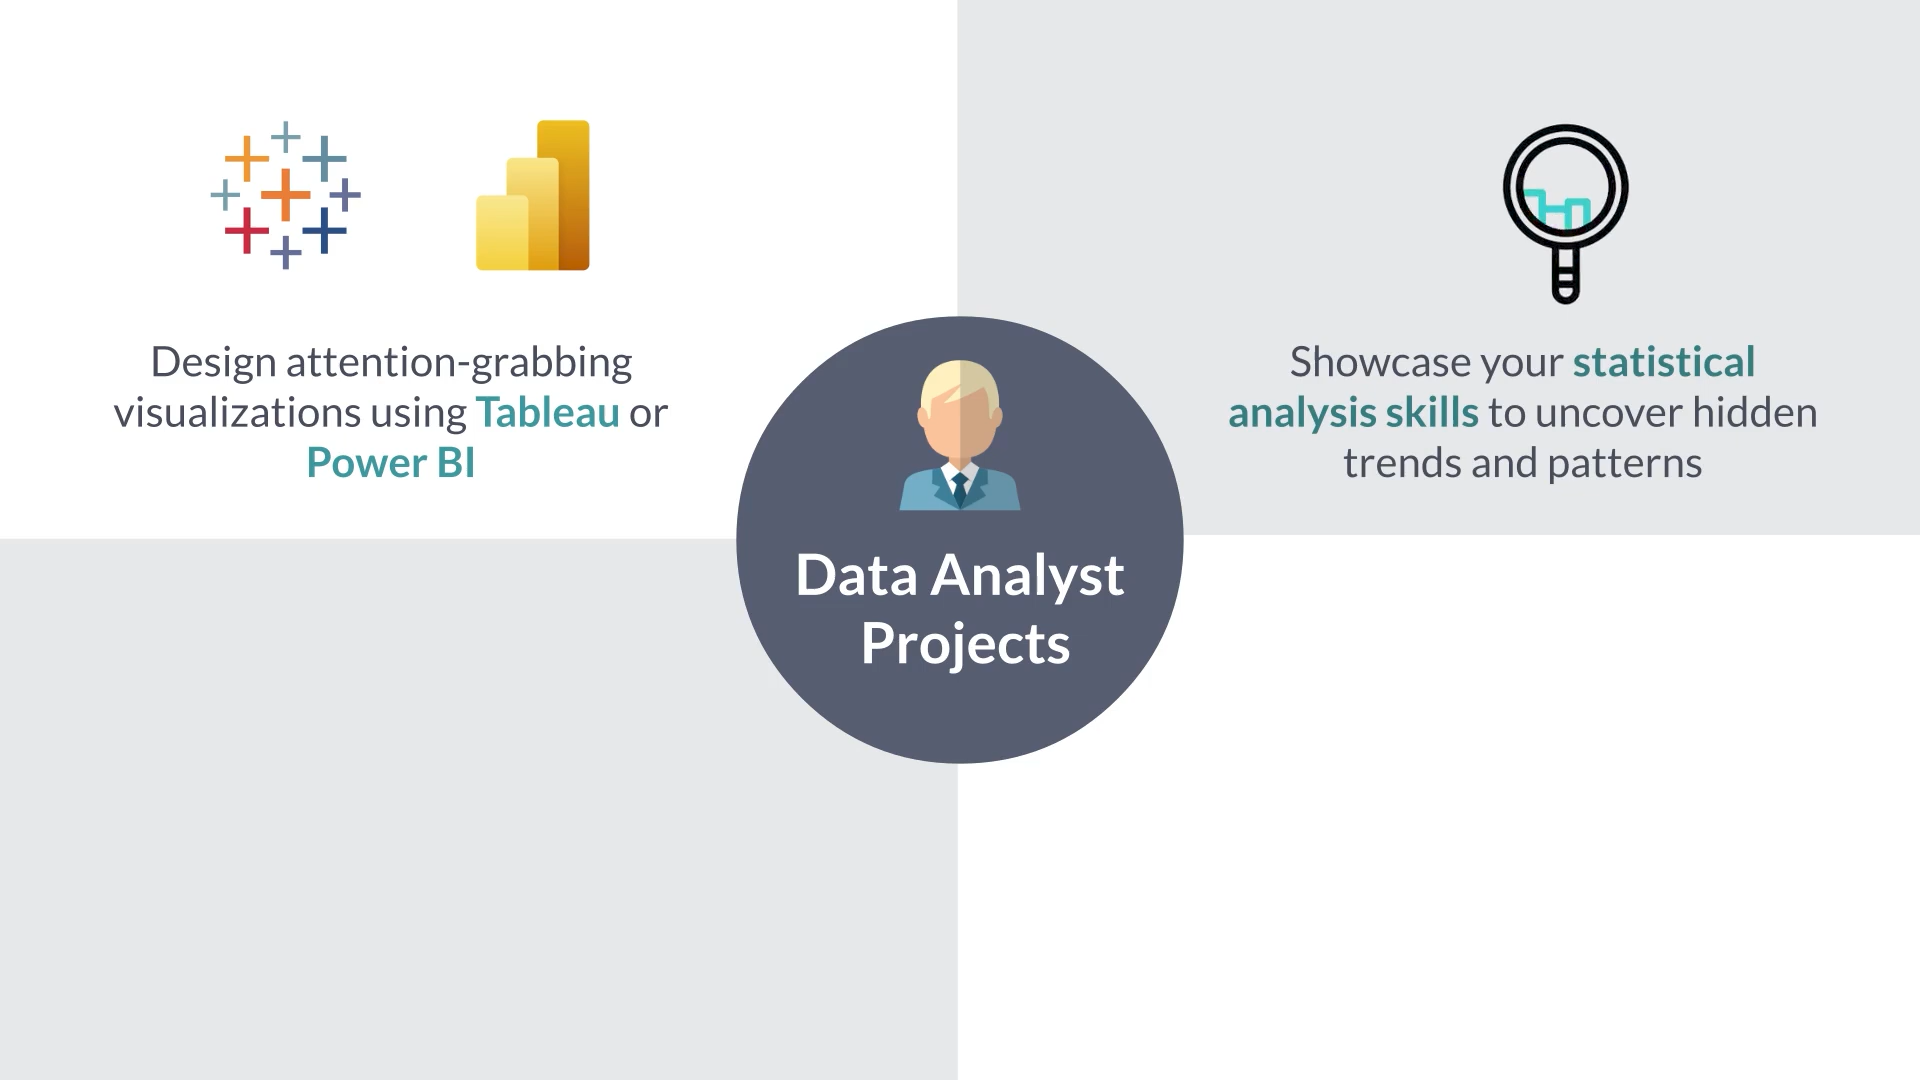 Design attention-grabbing
visualizations using Tableau or
Power BI
Showcase your statistical
analysis skills to uncover hidden
trends and patterns
Data Analyst
Projects